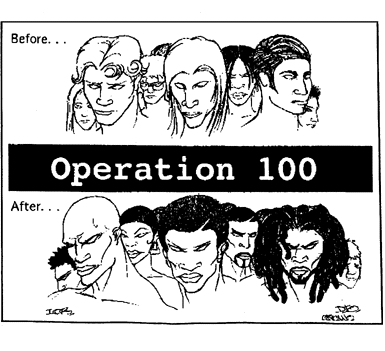 Before. . .
Operation 100
After. . .